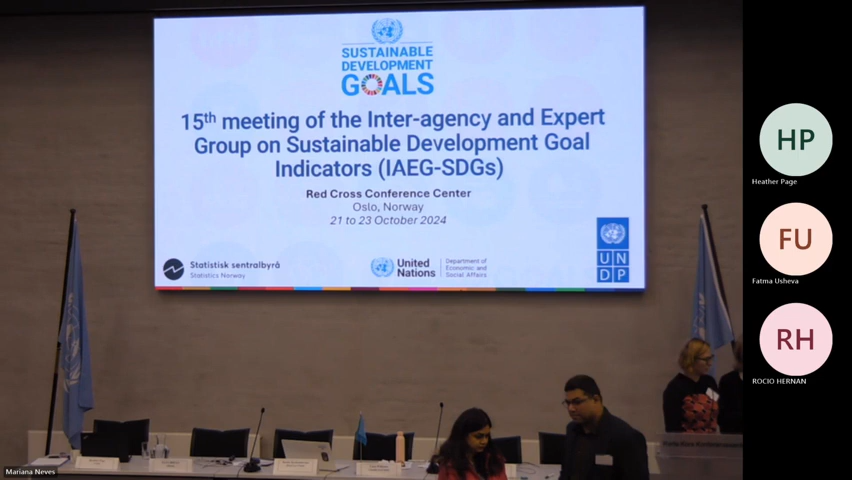 SUSTAINABLE
DEVELOPMENT
GOALS
15th meeting of the Inter-agency and Expert
Group on Sustainable Development Goal
Indicators (IAEG-SDGs)
Red Cross Conference Center
Oslo, Norway
21 to 23 October 2024
Statistisk sentralbyrå
Statistics Norway
United
Nations
Department of
Economic and
Social Affairs
U N
D P
HP
Heather Page
FU
Fatma Usheva
RH
ROCIO HERNAN
Mariana Neves